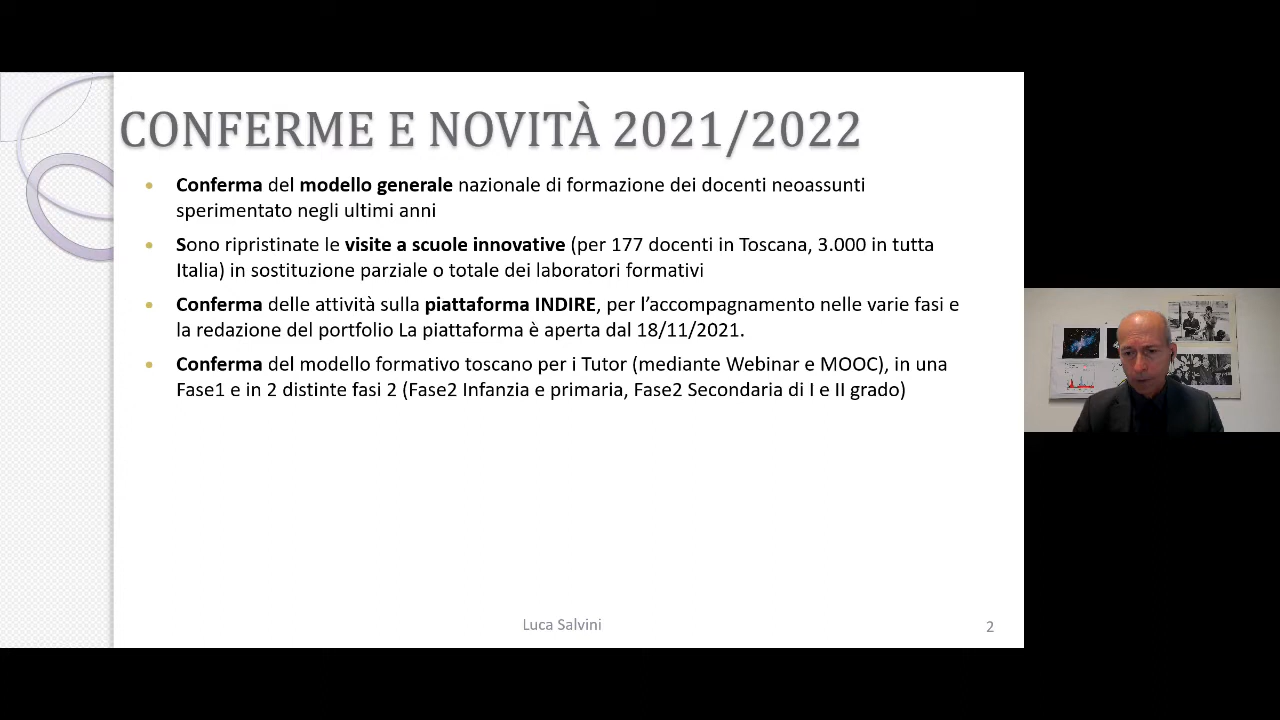 CONFERME E NOVITÀ 2021/2022
• Conferma del modello generale nazionale di formazione dei docenti neoassunti
sperimentato negli ultimi anni
• Sono ripristinate le visite a scuole innovative (per 177 docenti in Toscana, 3.000 in tutta
Italia) in sostituzione parziale o totale dei laboratori formativi
• Conferma delle attività sulla piattaforma INDIRE, per l’accompagnamento nelle varie fasi e
la redazione del portfolio La piattaforma è aperta dal 18/11/2021.
• Conferma del modello formativo toscano per i Tutor (mediante Webinar e MOOC), in una
Fase1 e in 2 distinte fasi 2 (Fase2 Infanzia e primaria, Fase2 Secondaria di I e II grado)
Luca Salvini
2